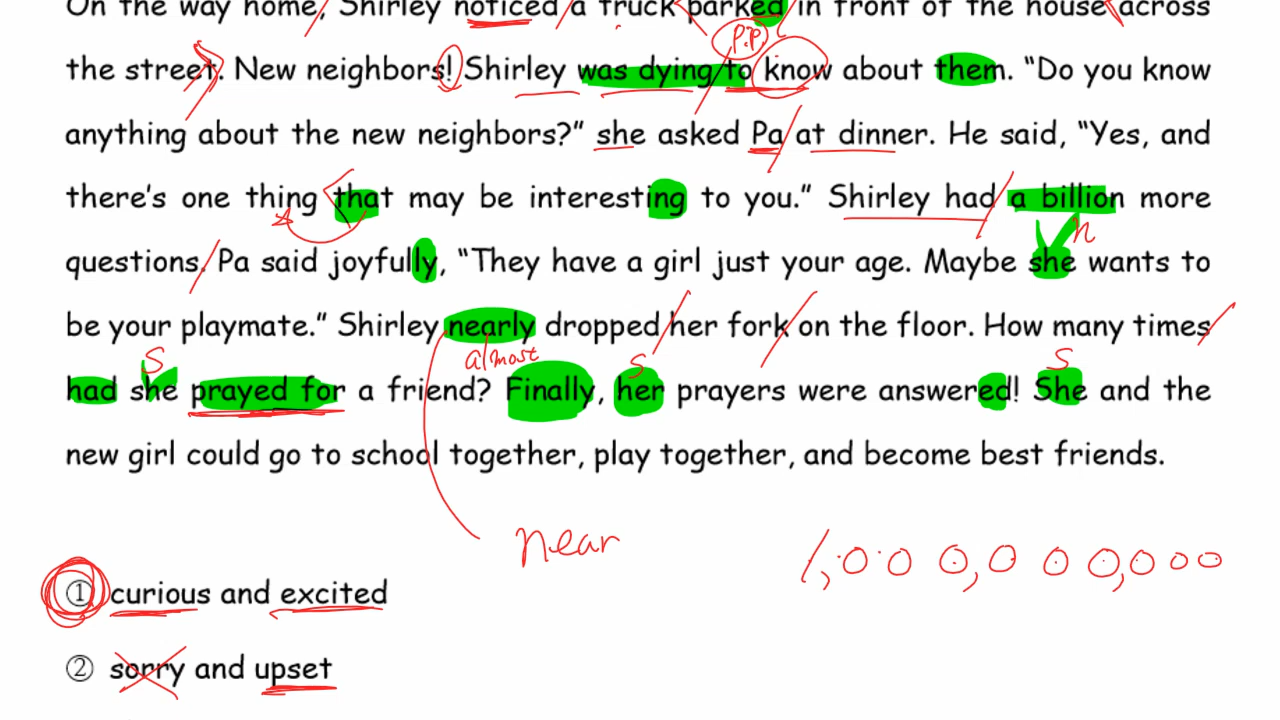 On the way home, Shirley noticed a truck parked in front of the house across
p.p
the street. New neighbors! Shirley was dying to know about them. “Do you know
anything about the new neighbors?” she asked Pa at dinner. He said, “Yes, and
there’s one thing that may be interesting to you.” Shirley had a billion more
n
questions. Pa said joyfully, “They have a girl just your age. Maybe she wants to
be your playmate.” Shirley nearly dropped her fork on the floor. How many times
S almost S S
had she prayed for a friend? Finally, her prayers were answered! She and the
new girl could go to school together, play together, and become best friends.
near 1,000,000,000
① curious and excited
② sorry and upset